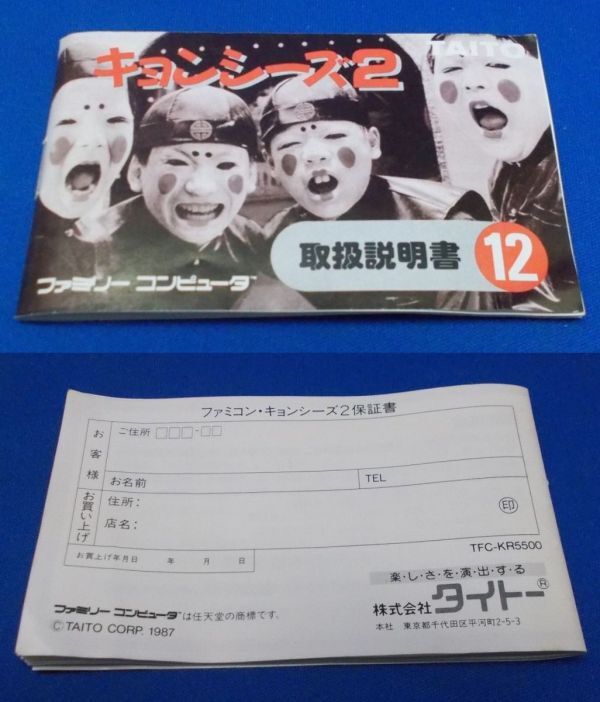 TAITO
キョンシーズ2
取扱説明書 12
ファミリー コンピュータ™
ファミコン・キョンシーズ2保証書
お客様
ご住所 □□□-□□
お名前
TEL
お買い上げ
住所：
店名：
印
TFC-KR5500
お買上げ年月日 年 月 日
楽・し・さ・を・演・出・す・る
株式会社 タイトー®
本社 東京都千代田区平河町2-5-3
ファミリー コンピュータ™は任天堂の商標です。
©TAITO CORP. 1987